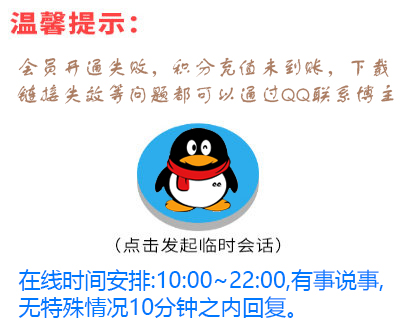 温馨提示：
会员开通失败，积分充值未到账，下载
链接失效等问题都可以通过QQ联系博主
（点击发起临时会话）
在线时间安排:10:00~22:00,有事说事,
无特殊情况10分钟之内回复。